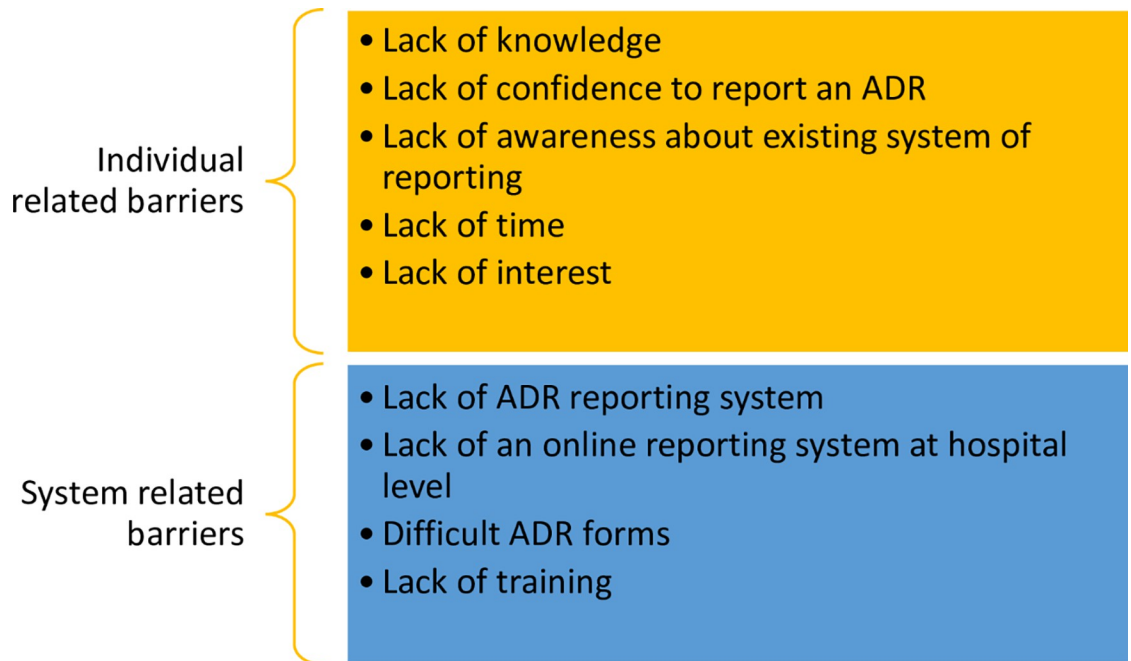 Individual
related barriers
• Lack of knowledge
• Lack of confidence to report an ADR
• Lack of awareness about existing system of
reporting
• Lack of time
• Lack of interest
System related
barriers
• Lack of ADR reporting system
• Lack of an online reporting system at hospital
level
• Difficult ADR forms
• Lack of training